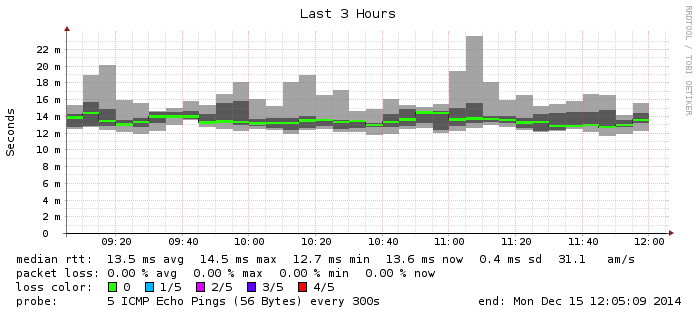 Last 3 Hours
RRDTOOL / TOBI OETIKER
Seconds
22 m
20 m
18 m
16 m
14 m
12 m
10 m
8 m
6 m
4 m
2 m
0
09:20 09:40 10:00 10:20 10:40 11:00 11:20 11:40 12:00
median rtt: 13.5 ms avg 14.5 ms max 12.7 ms min 13.6 ms now 0.4 ms sd 31.1 am/s
packet loss: 0.00 % avg 0.00 % max 0.00 % min 0.00 % now
loss color: 0 1/5 2/5 3/5 4/5
probe: 5 ICMP Echo Pings (56 Bytes) every 300s end: Mon Dec 15 12:05:09 2014